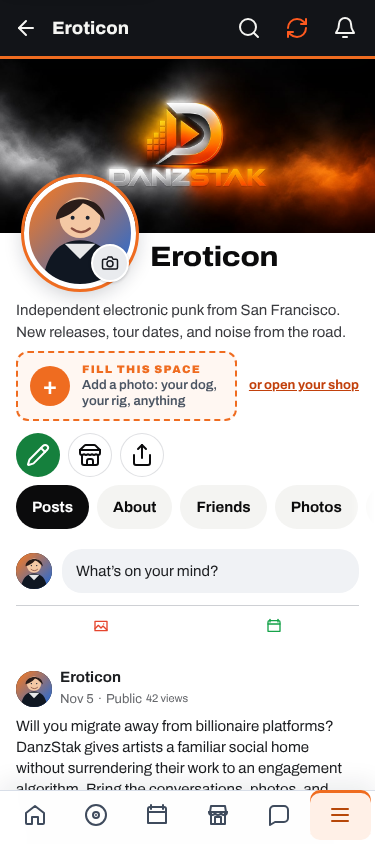 Eroticon
DANZSTAK
Eroticon
Independent electronic punk from San Francisco.
New releases, tour dates, and noise from the road.
FILL THIS SPACE
Add a photo: your dog,
your rig, anything
or open your shop
Posts
About
Friends
Photos
What's on your mind?
Eroticon
Nov 5 · Public 42 views
Will you migrate away from billionaire platforms?
DanzStak gives artists a familiar social home
without surrendering their work to an engagement
algorithm. Bring the conversations, photos, and